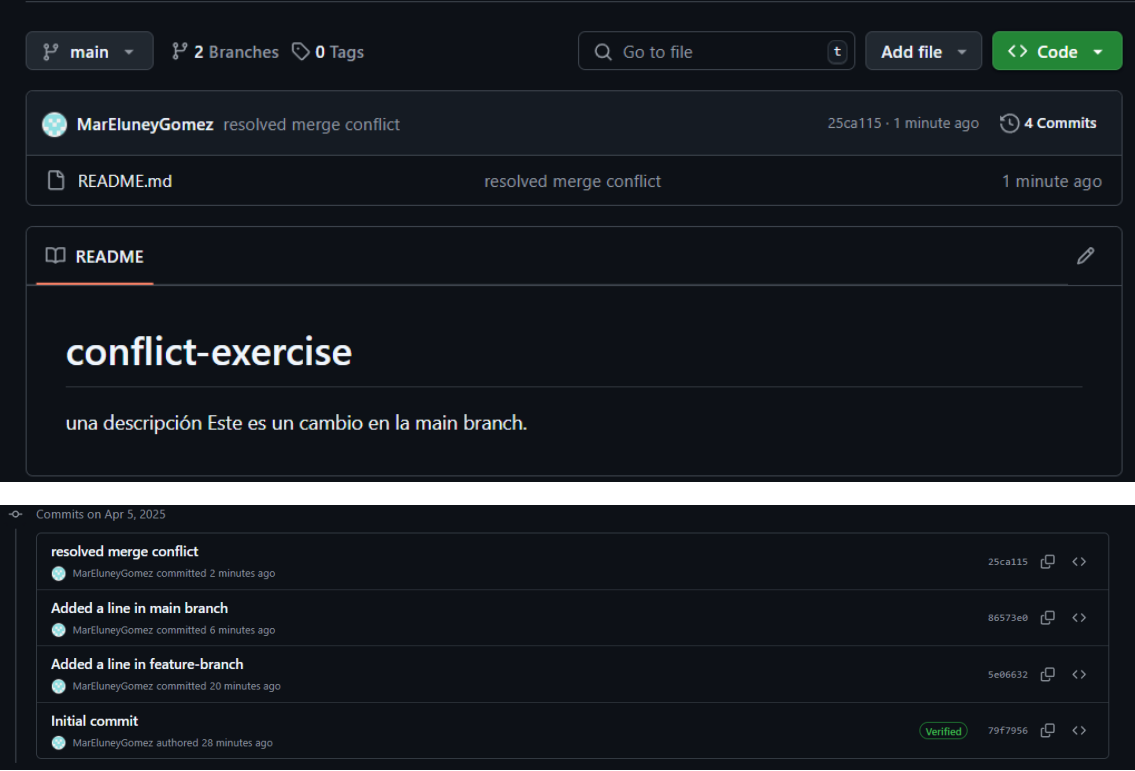 main 2 Branches 0 Tags Go to file t Add file Code
MarEluneyGomez resolved merge conflict 25ca115 · 1 minute ago 4 Commits
README.md resolved merge conflict 1 minute ago
README
conflict-exercise
una descripción Este es un cambio en la main branch.
Commits on Apr 5, 2025
resolved merge conflict
MarEluneyGomez committed 2 minutes ago 25ca115
Added a line in main branch
MarEluneyGomez committed 6 minutes ago 86573e0
Added a line in feature-branch
MarEluneyGomez committed 20 minutes ago 5e06632
Initial commit
MarEluneyGomez authored 28 minutes ago Verified 79f7956